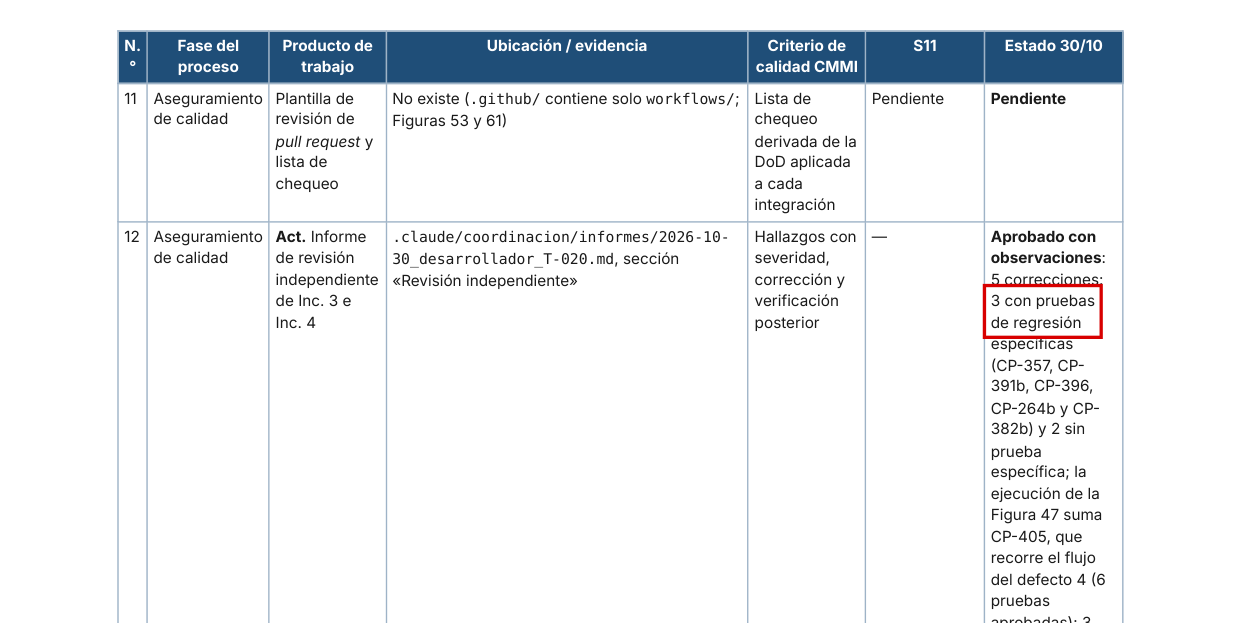 N.
°
Fase del
proceso
Producto de
trabajo
Ubicación / evidencia
Criterio de
calidad CMMI
S11
Estado 30/10
11
Aseguramiento
de calidad
Plantilla de
revisión de
pull request y
lista de
chequeo
No existe (.github/ contiene solo workflows/;
Figuras 53 y 61)
Lista de
chequeo
derivada de la
DoD aplicada
a cada
integración
Pendiente
Pendiente
12
Aseguramiento
de calidad
Act. Informe
de revisión
independiente
de Inc. 3 e
Inc. 4
.claude/coordinacion/informes/2026-10-
30_desarrollador_T-020.md, sección
«Revisión independiente»
Hallazgos con
severidad,
corrección y
verificación
posterior
—
Aprobado con
observaciones:
5 correcciones:
3 con pruebas
de regresión
específicas
(CP-357, CP-
391b, CP-396,
CP-264b y CP-
382b) y 2 sin
prueba
específica; la
ejecución de la
Figura 47 suma
CP-405, que
recorre el flujo
del defecto 4 (6
pruebas
aprobadas); 3